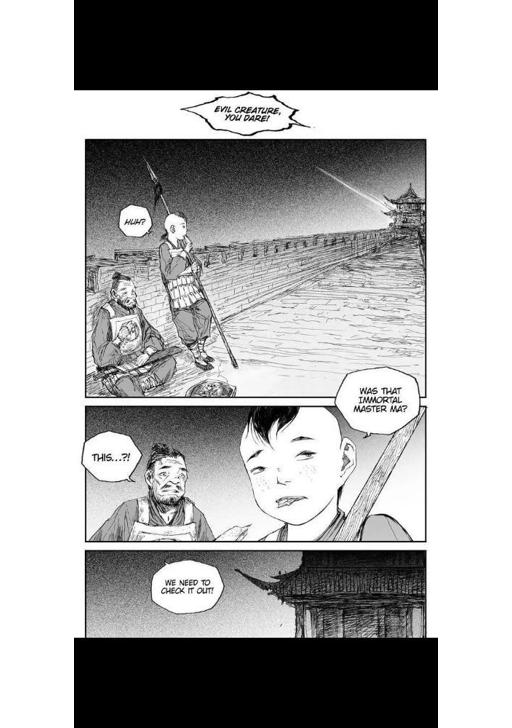 EVIL CREATURE,
YOU DARE!
HUH?
WAS THAT
IMMORTAL
MASTER MA?
THIS...?!
WE NEED TO
CHECK IT OUT!